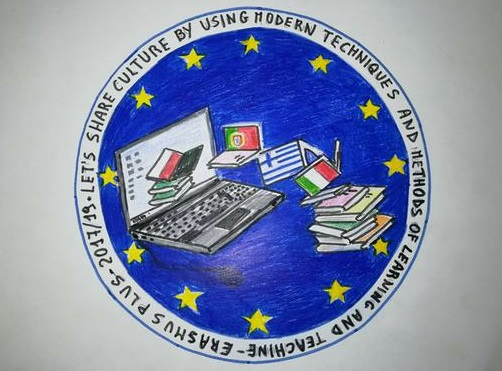 LET'S SHARE CULTURE BY USING MODERN TECHNIQUES AND METHODS OF LEARNING AND TEACHING - ERASMUS PLUS - 2017/19 •